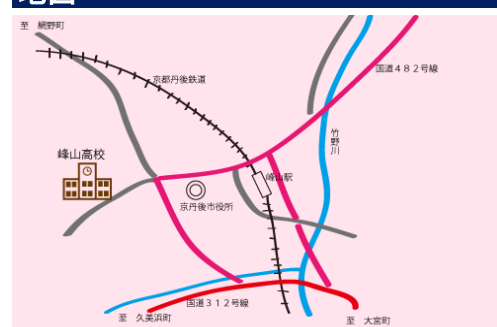 地図
至　網野町
京都丹後鉄道
国道４８２号線
竹野川
峰山高校
峰山駅
京丹後市役所
国道３１２号線
至　久美浜町
至　大宮町